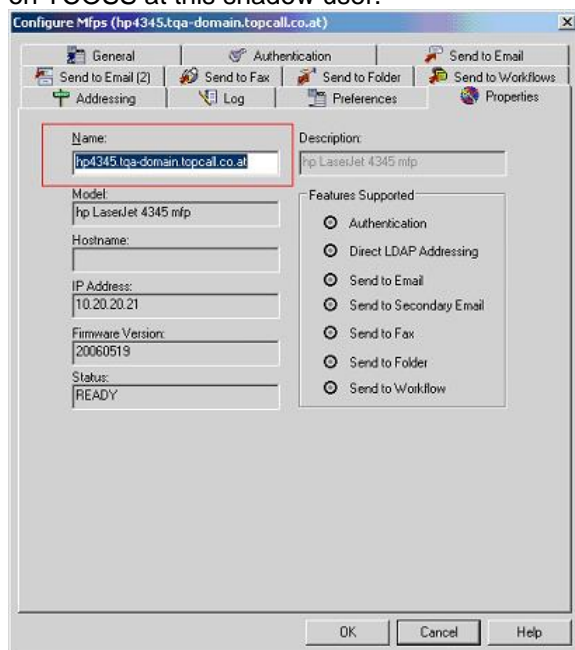 on TCOSS at this shadow user.
Configure Mfps (hp4345.tqa-domain.topcall.co.at)
General Authentication Send to Email
Send to Email (2) Send to Fax Send to Folder Send to Workflows
Addressing Log Preferences Properties
Name: Description:
hp4345.tqa-domain.topcall.co.at hp LaserJet 4345 mfp
Model: Features Supported
hp LaserJet 4345 mfp Authentication
Hostname: Direct LDAP Addressing
IP Address: Send to Email
10.20.20.21 Send to Secondary Email
Firmware Version: Send to Fax
20060519
Status: Send to Folder
READY Send to Workflow
OK Cancel Help